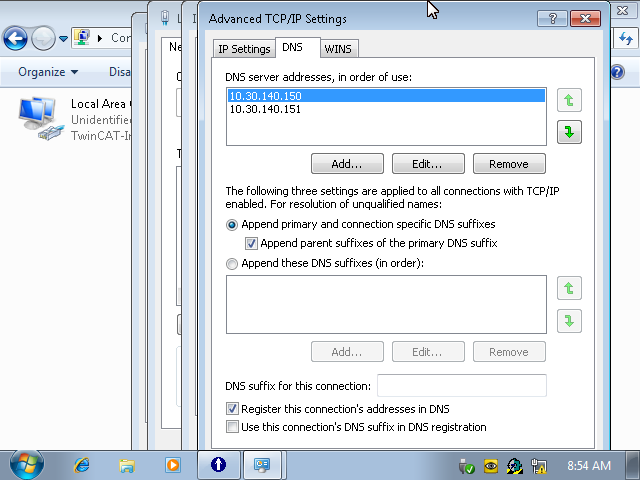 Advanced TCP/IP Settings
Con
Organize
Disa
Local Area C
Unidentified
TwinCAT-In
IP Settings
DNS
WINS
DNS server addresses, in order of use:
10.30.140.150
10.30.140.151
Add...
Edit...
Remove
The following three settings are applied to all connections with TCP/IP
enabled. For resolution of unqualified names:
Append primary and connection specific DNS suffixes
Append parent suffixes of the primary DNS suffix
Append these DNS suffixes (in order):
Add...
Edit...
Remove
DNS suffix for this connection:
Register this connection's addresses in DNS
Use this connection's DNS suffix in DNS registration
8:54 AM